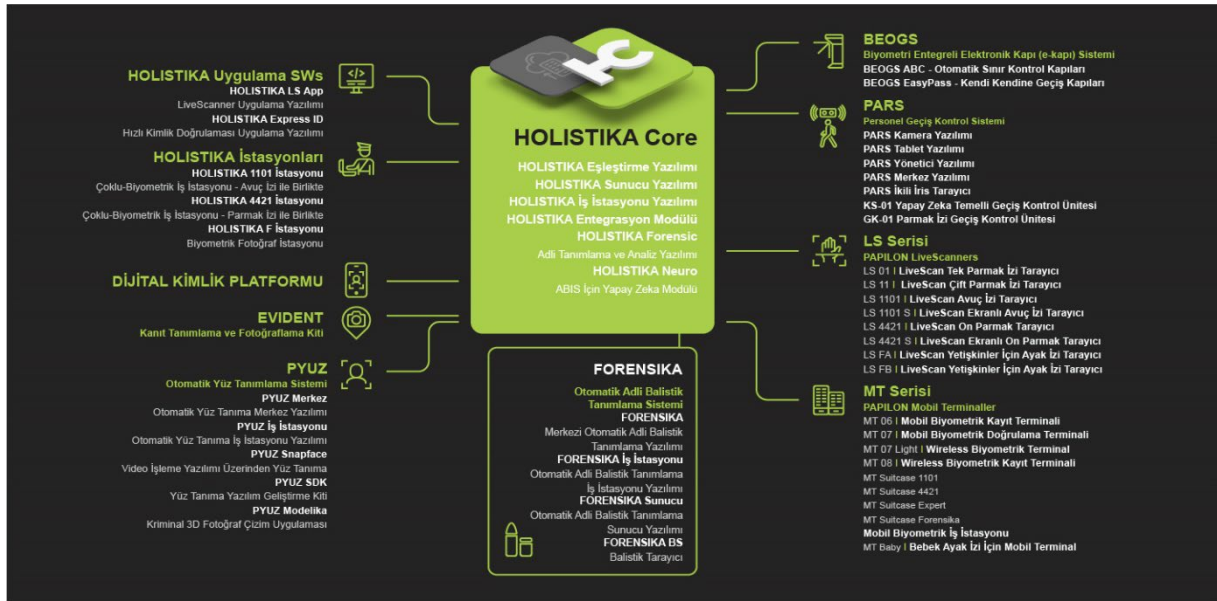 HOLISTIKA Uygulama SWs
HOLISTIKA LS App
LiveScanner Uygulama Yazılımı
HOLISTIKA Express ID
Hızlı Kimlik Doğrulaması Uygulama Yazılımı
HOLISTIKA İstasyonları
HOLISTIKA 1101 İstasyonu
Çoklu-Biyometrik İş İstasyonu - Avuç İzi ile Birlikte
HOLISTIKA 4421 İstasyonu
Çoklu-Biyometrik İş İstasyonu - Parmak İzi ile Birlikte
HOLISTIKA F İstasyonu
Biyometrik Fotoğraf İstasyonu
DİJİTAL KİMLİK PLATFORMU
EVIDENT
Kanıt Tanımlama ve Fotoğraflama Kiti
PYUZ
Otomatik Yüz Tanımlama Sistemi
PYUZ Merkez
Otomatik Yüz Tanıma Merkez Yazılımı
PYUZ İş İstasyonu
Otomatik Yüz Tanıma İş İstasyonu Yazılımı
PYUZ Snapface
Video İşleme Yazılımı Üzerinden Yüz Tanıma
PYUZ SDK
Yüz Tanıma Yazılım Geliştirme Kiti
PYUZ Modelika
Kriminal 3D Fotoğraf Çizim Uygulaması
HOLISTIKA Core
HOLISTIKA Eşleştirme Yazılımı
HOLISTIKA Sunucu Yazılımı
HOLISTIKA İş İstasyonu Yazılımı
HOLISTIKA Entegrasyon Modülü
HOLISTIKA Forensic
Adli Tanımlama ve Analiz Yazılımı
HOLISTIKA Neuro
ABIS İçin Yapay Zeka Modülü
FORENSIKA
Otomatik Adli Balistik
Tanımlama Sistemi
FORENSIKA
Merkezi Otomatik Adli Balistik
Tanımlama Yazılımı
FORENSIKA İş İstasyonu
Otomatik Adli Balistik Tanımlama
İş İstasyonu Yazılımı
FORENSIKA Sunucu
Otomatik Adli Balistik Tanımlama
Sunucu Yazılımı
FORENSIKA BS
Balistik Tarayıcı
BEOGS
Biyometri Entegreli Elektronik Kapı (e-kapı) Sistemi
BEOGS ABC - Otomatik Sınır Kontrol Kapıları
BEOGS EasyPass - Kendi Kendine Geçiş Kapıları
PARS
Personel Geçiş Kontrol Sistemi
PARS Kamera Yazılımı
PARS Tablet Yazılımı
PARS Yönetici Yazılımı
PARS Merkez Yazılımı
PARS İkili İris Tarayıcı
KS-01 Yapay Zeka Temelli Geçiş Kontrol Ünitesi
GK-01 Parmak İzi Geçiş Kontrol Ünitesi
LS Serisi
PAPILON LiveScanners
LS 01 I LiveScan Tek Parmak İzi Tarayıcı
LS 11 I LiveScan Çift Parmak İzi Tarayıcı
LS 1101 I LiveScan Avuç İzi Tarayıcı
LS 1101 S I LiveScan Ekranlı Avuç İzi Tarayıcı
LS 4421 I LiveScan On Parmak Tarayıcı
LS 4421 S I LiveScan Ekranlı On Parmak Tarayıcı
LS FA I LiveScan Yetişkinler İçin Ayak İzi Tarayıcı
LS FB I LiveScan Yetişkinler İçin Ayak İzi Tarayıcı
MT Serisi
PAPILON Mobil Terminaller
MT 06 I Mobil Biyometrik Kayıt Terminali
MT 07 I Mobil Biyometrik Doğrulama Terminali
MT 07 Light I Wireless Biyometrik Terminal
MT 08 I Wireless Biyometrik Kayıt Terminali
MT Suitcase 1101
MT Suitcase 4421
MT Suitcase Expert
MT Suitcase Forensika
Mobil Biyometrik İş İstasyonu
MT Baby I Bebek Ayak İzi İçin Mobil Terminal